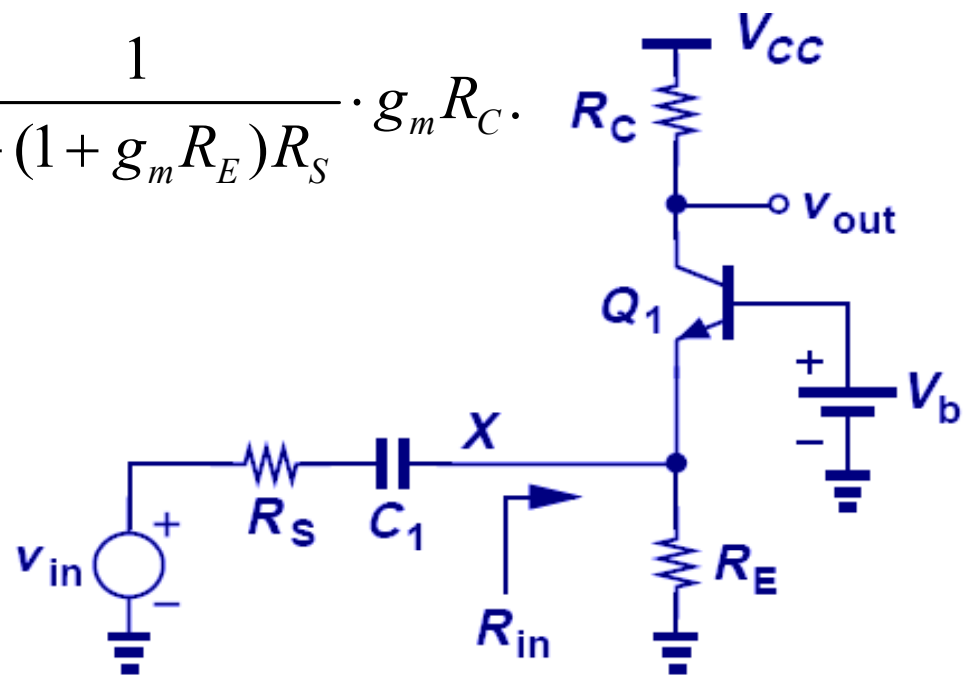 1
(1 + g_m R_E)R_S · g_m R_C.
V_CC
R_C
v_out
Q_1
+
V_b
−
X
R_S
C_1
+
v_in
−
R_in
R_E